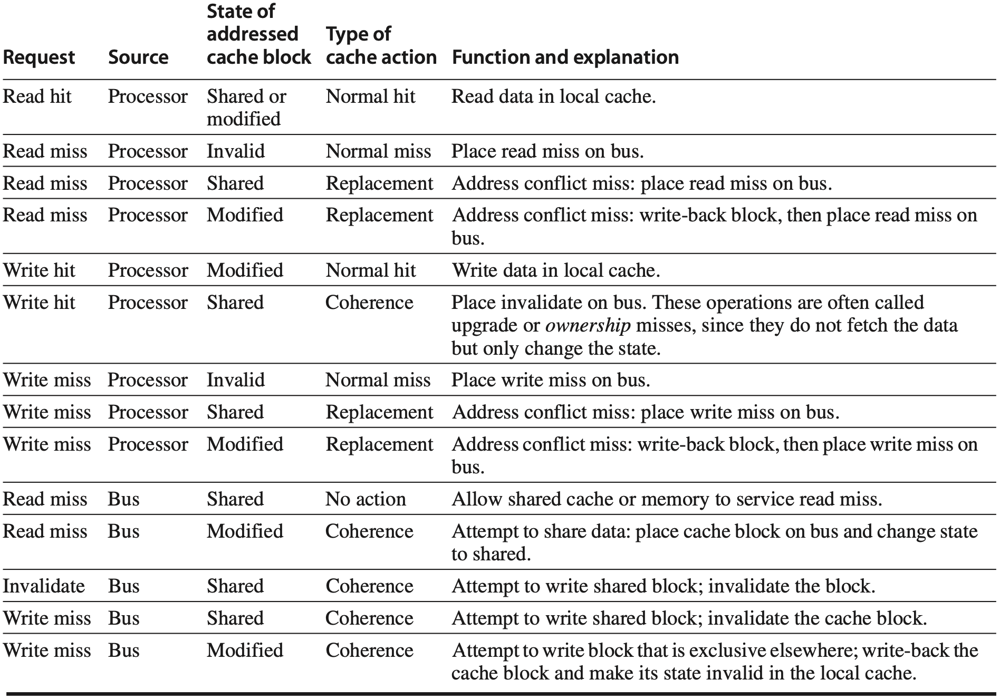 State of
addressed Type of
Request Source cache block cache action Function and explanation
Read hit Processor Shared or Normal hit Read data in local cache.
modified
Read miss Processor Invalid Normal miss Place read miss on bus.
Read miss Processor Shared Replacement Address conflict miss: place read miss on bus.
Read miss Processor Modified Replacement Address conflict miss: write-back block, then place read miss on
bus.
Write hit Processor Modified Normal hit Write data in local cache.
Write hit Processor Shared Coherence Place invalidate on bus. These operations are often called
upgrade or ownership misses, since they do not fetch the data
but only change the state.
Write miss Processor Invalid Normal miss Place write miss on bus.
Write miss Processor Shared Replacement Address conflict miss: place write miss on bus.
Write miss Processor Modified Replacement Address conflict miss: write-back block, then place write miss on
bus.
Read miss Bus Shared No action Allow shared cache or memory to service read miss.
Read miss Bus Modified Coherence Attempt to share data: place cache block on bus and change state
to shared.
Invalidate Bus Shared Coherence Attempt to write shared block; invalidate the block.
Write miss Bus Shared Coherence Attempt to write shared block; invalidate the cache block.
Write miss Bus Modified Coherence Attempt to write block that is exclusive elsewhere; write-back the
cache block and make its state invalid in the local cache.